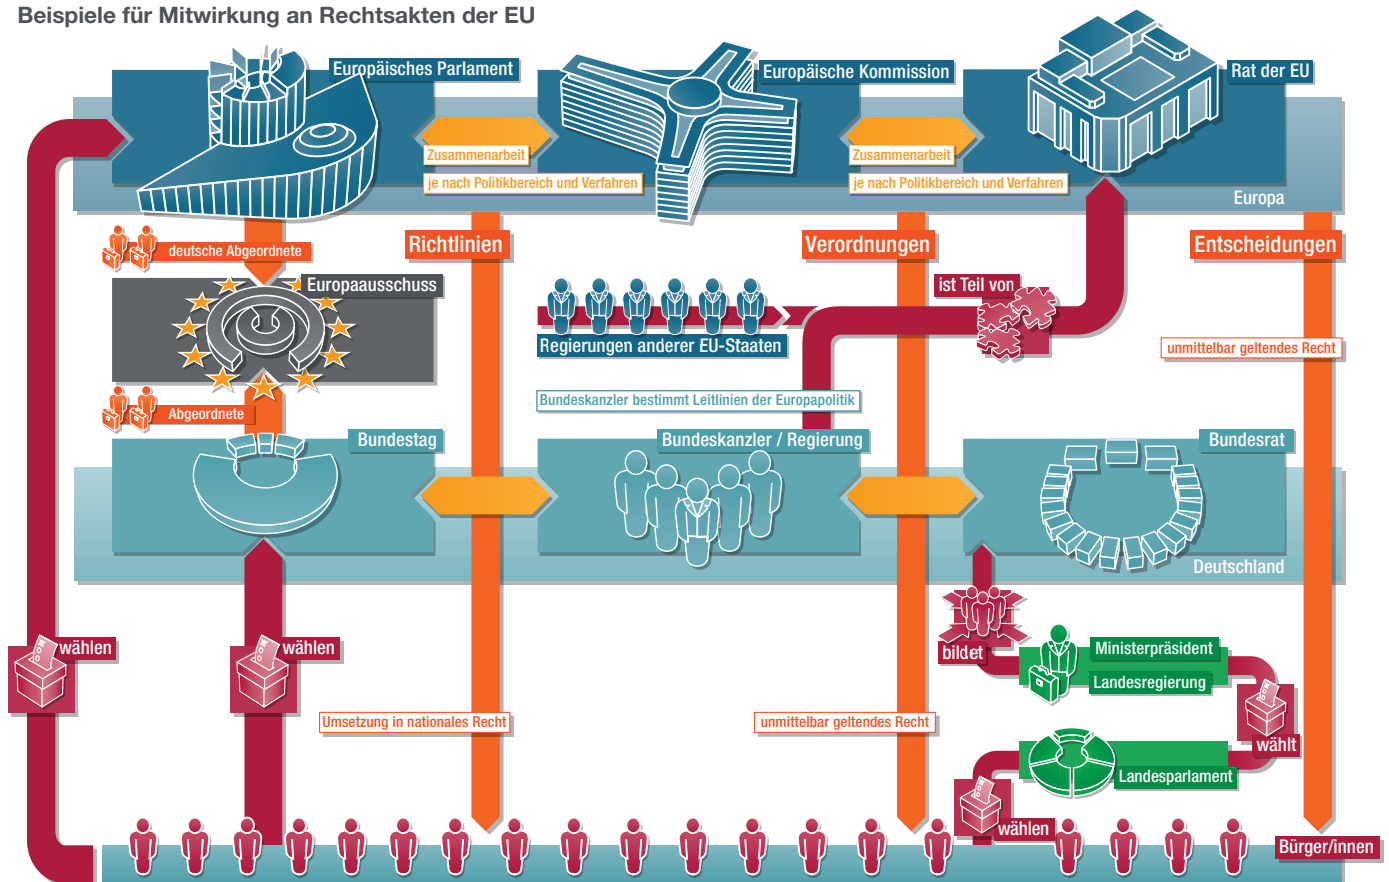 Beispiele für Mitwirkung an Rechtsakten der EU
Europäisches Parlament
Europäische Kommission
Rat der EU
Zusammenarbeit
je nach Politikbereich und Verfahren
Zusammenarbeit
je nach Politikbereich und Verfahren
Europa
deutsche Abgeordnete
Richtlinien
Verordnungen
Entscheidungen
Europaausschuss
ist Teil von
Regierungen anderer EU-Staaten
unmittelbar geltendes Recht
Bundeskanzler bestimmt Leitlinien der Europapolitik
Abgeordnete
Bundestag
Bundeskanzler / Regierung
Bundesrat
Deutschland
wählen
wählen
bildet
Ministerpräsident
Landesregierung
Umsetzung in nationales Recht
unmittelbar geltendes Recht
wählt
Landesparlament
wählen
Bürger/innen